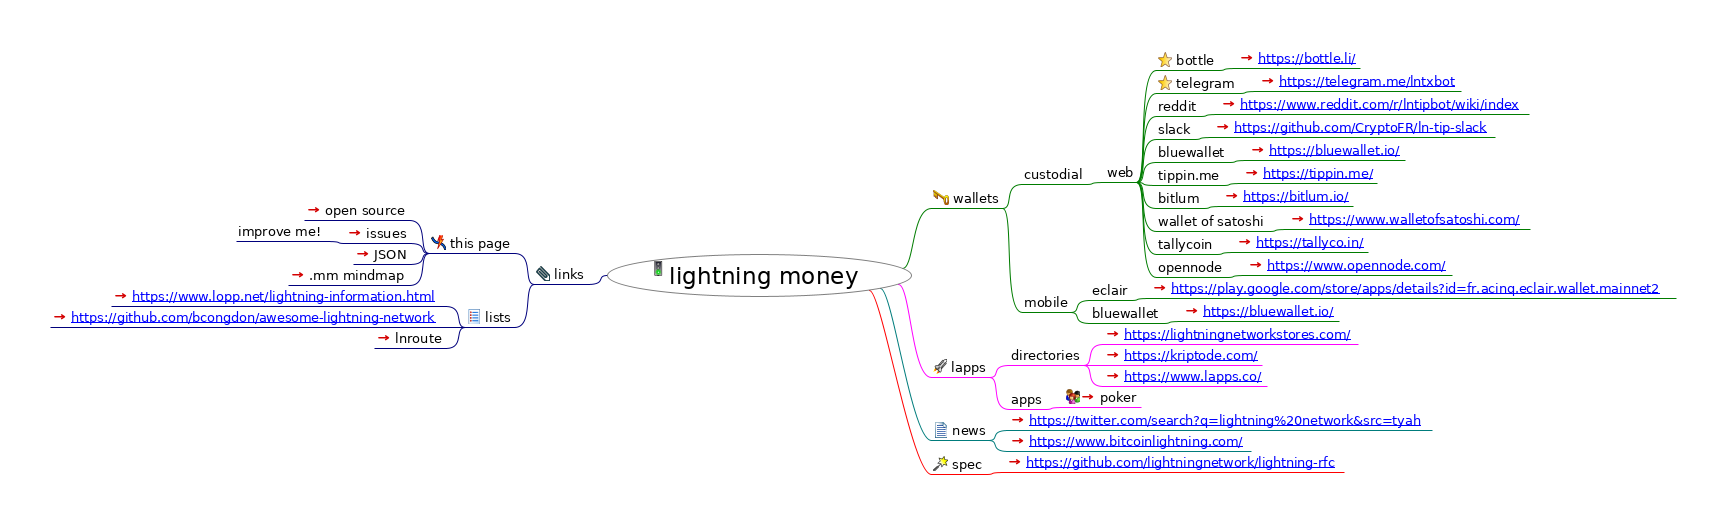 lightning money
wallets
custodial
web
bottle
https://bottle.li/
telegram
https://telegram.me/lntxbot
reddit
https://www.reddit.com/r/lntipbot/wiki/index
slack
https://github.com/CryptoFR/ln-tip-slack
bluewallet
https://bluewallet.io/
tippin.me
https://tippin.me/
bitlum
https://bitlum.io/
wallet of satoshi
https://www.walletofsatoshi.com/
tallycoin
https://tallyco.in/
opennode
https://www.opennode.com/
mobile
eclair
https://play.google.com/store/apps/details?id=fr.acinq.eclair.wallet.mainnet2
bluewallet
https://bluewallet.io/
lapps
directories
https://lightningnetworkstores.com/
https://kriptode.com/
https://www.lapps.co/
apps
poker
news
https://twitter.com/search?q=lightning%20network&src=tyah
https://www.bitcoinlightning.com/
spec
https://github.com/lightningnetwork/lightning-rfc
links
this page
open source
issues
improve me!
JSON
.mm mindmap
lists
https://www.lopp.net/lightning-information.html
https://github.com/bcongdon/awesome-lightning-network
lnroute